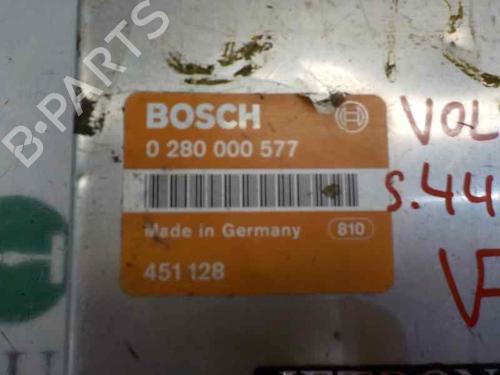 B-PARTS
BOSCH
0 280 000 577
Made in Germany 810
451 128
VOL
S.44